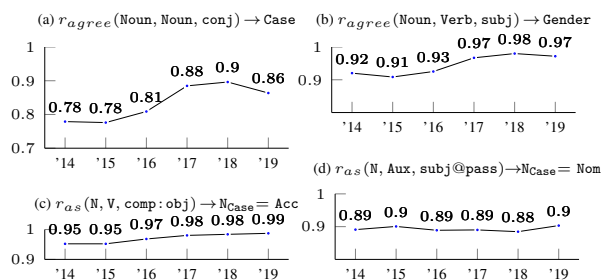 (a) r_agree(Noun, Noun, conj) → Case
1
0.9
0.8
0.7
0.78 0.78 0.81 0.88 0.9 0.86
'14 '15 '16 '17 '18 '19
(b) r_agree(Noun, Verb, subj) → Gender
1
0.9
0.92 0.91 0.93 0.97 0.98 0.97
'14 '15 '16 '17 '18 '19
(c) r_as(N, V, comp:obj) → N_Case= Acc
1
0.9
0.95 0.95 0.97 0.98 0.98 0.99
'14 '15 '16 '17 '18 '19
(d) r_as(N, Aux, subj@pass)→N_Case= Nom
1
0.9
0.89 0.9 0.89 0.89 0.88 0.9
'14 '15 '16 '17 '18 '19